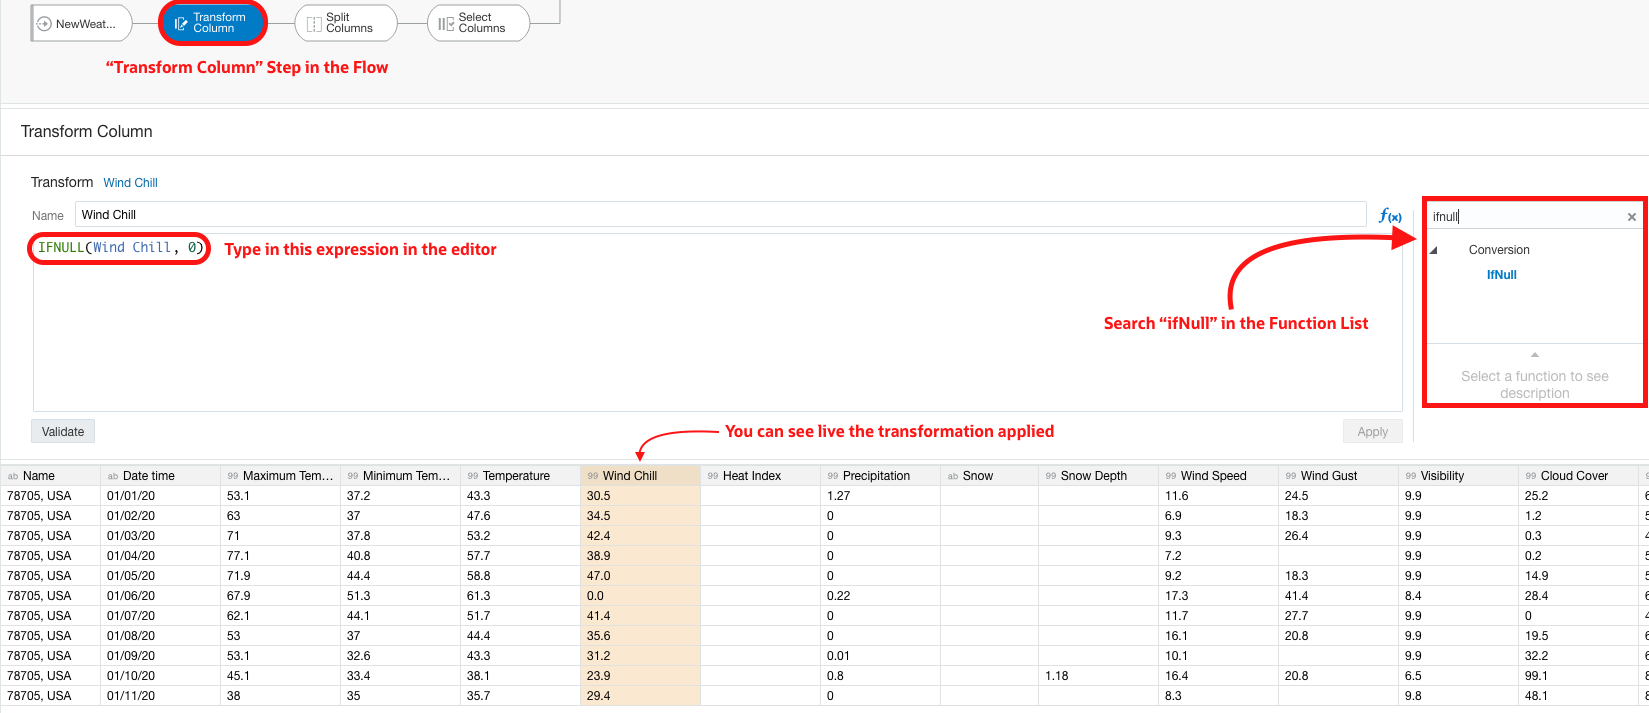 NewWeat...
Transform
Column
Split
Columns
Select
Columns
“Transform Column” Step in the Flow
Transform Column
Transform Wind Chill
Name Wind Chill f(x)
ifnull ×
IFNULL(Wind Chill, 0)
Type in this expression in the editor
Conversion
IfNull
Search “ifNull” in the Function List
Select a function to see
description
Validate
You can see live the transformation applied
Apply
ab Name ab Date time 99 Maximum Tem... 99 Minimum Tem... 99 Temperature 99 Wind Chill 99 Heat Index 99 Precipitation ab Snow 99 Snow Depth 99 Wind Speed 99 Wind Gust 99 Visibility 99 Cloud Cover
78705, USA 01/01/20 53.1 37.2 43.3 30.5 1.27 11.6 24.5 9.9 25.2
78705, USA 01/02/20 63 37 47.6 34.5 0 6.9 18.3 9.9 1.2
78705, USA 01/03/20 71 37.8 53.2 42.4 0 9.3 26.4 9.9 0.3
78705, USA 01/04/20 77.1 40.8 57.7 38.9 0 7.2 9.9 0.2
78705, USA 01/05/20 71.9 44.4 58.8 47.0 0 9.2 18.3 9.9 14.9
78705, USA 01/06/20 67.9 51.3 61.3 0.0 0.22 17.3 41.4 8.4 28.4
78705, USA 01/07/20 62.1 44.1 51.7 41.4 0 11.7 27.7 9.9 0
78705, USA 01/08/20 53 37 44.4 35.6 0 16.1 20.8 9.9 19.5
78705, USA 01/09/20 53.1 32.6 43.3 31.2 0.01 10.1 9.9 32.2
78705, USA 01/10/20 45.1 33.4 38.1 23.9 0.8 1.18 16.4 20.8 6.5 99.1
78705, USA 01/11/20 38 35 35.7 29.4 0 8.3 9.8 48.1